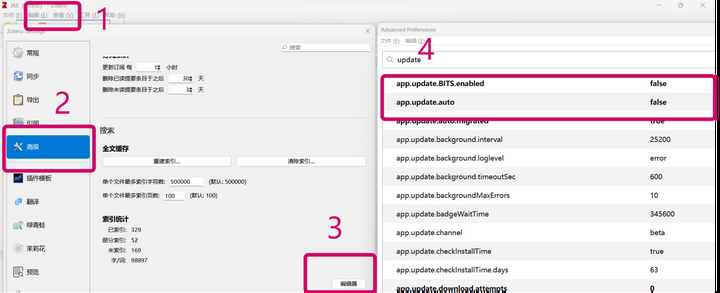 1
文件(F) 编辑(E) 查看(V) 工具(T) 帮助(H)
Zotero Settings
常规
同步
2
导出
高级
插件模板
翻译
绿青蛙
茉莉花
预览
搜索
更新订阅 每 1 小时
删除已读提要条目于之后 30 天
删除未读提要条目于之后 3 天
搜索
全文缓存
重建索引... 清除索引...
单个文件最多索引字符数: 500000 (默认: 500000)
单个文件最多索引页数: 100 (默认: 100)
索引统计
已索引: 329
部分索引: 52
未索引: 169
字/词: 98897
3
编辑器
Advanced Preferences
文件(F) 编辑
4
update
app.update.BITS.enabled false
app.update.auto false
app.update.auto.migrated true
app.update.background.interval 25200
app.update.background.loglevel error
app.update.background.timeoutSec 600
app.update.backgroundMaxErrors 10
app.update.badgeWaitTime 345600
app.update.channel beta
app.update.checkInstallTime true
app.update.checkInstallTime.days 63
app.update.download.attempts 0